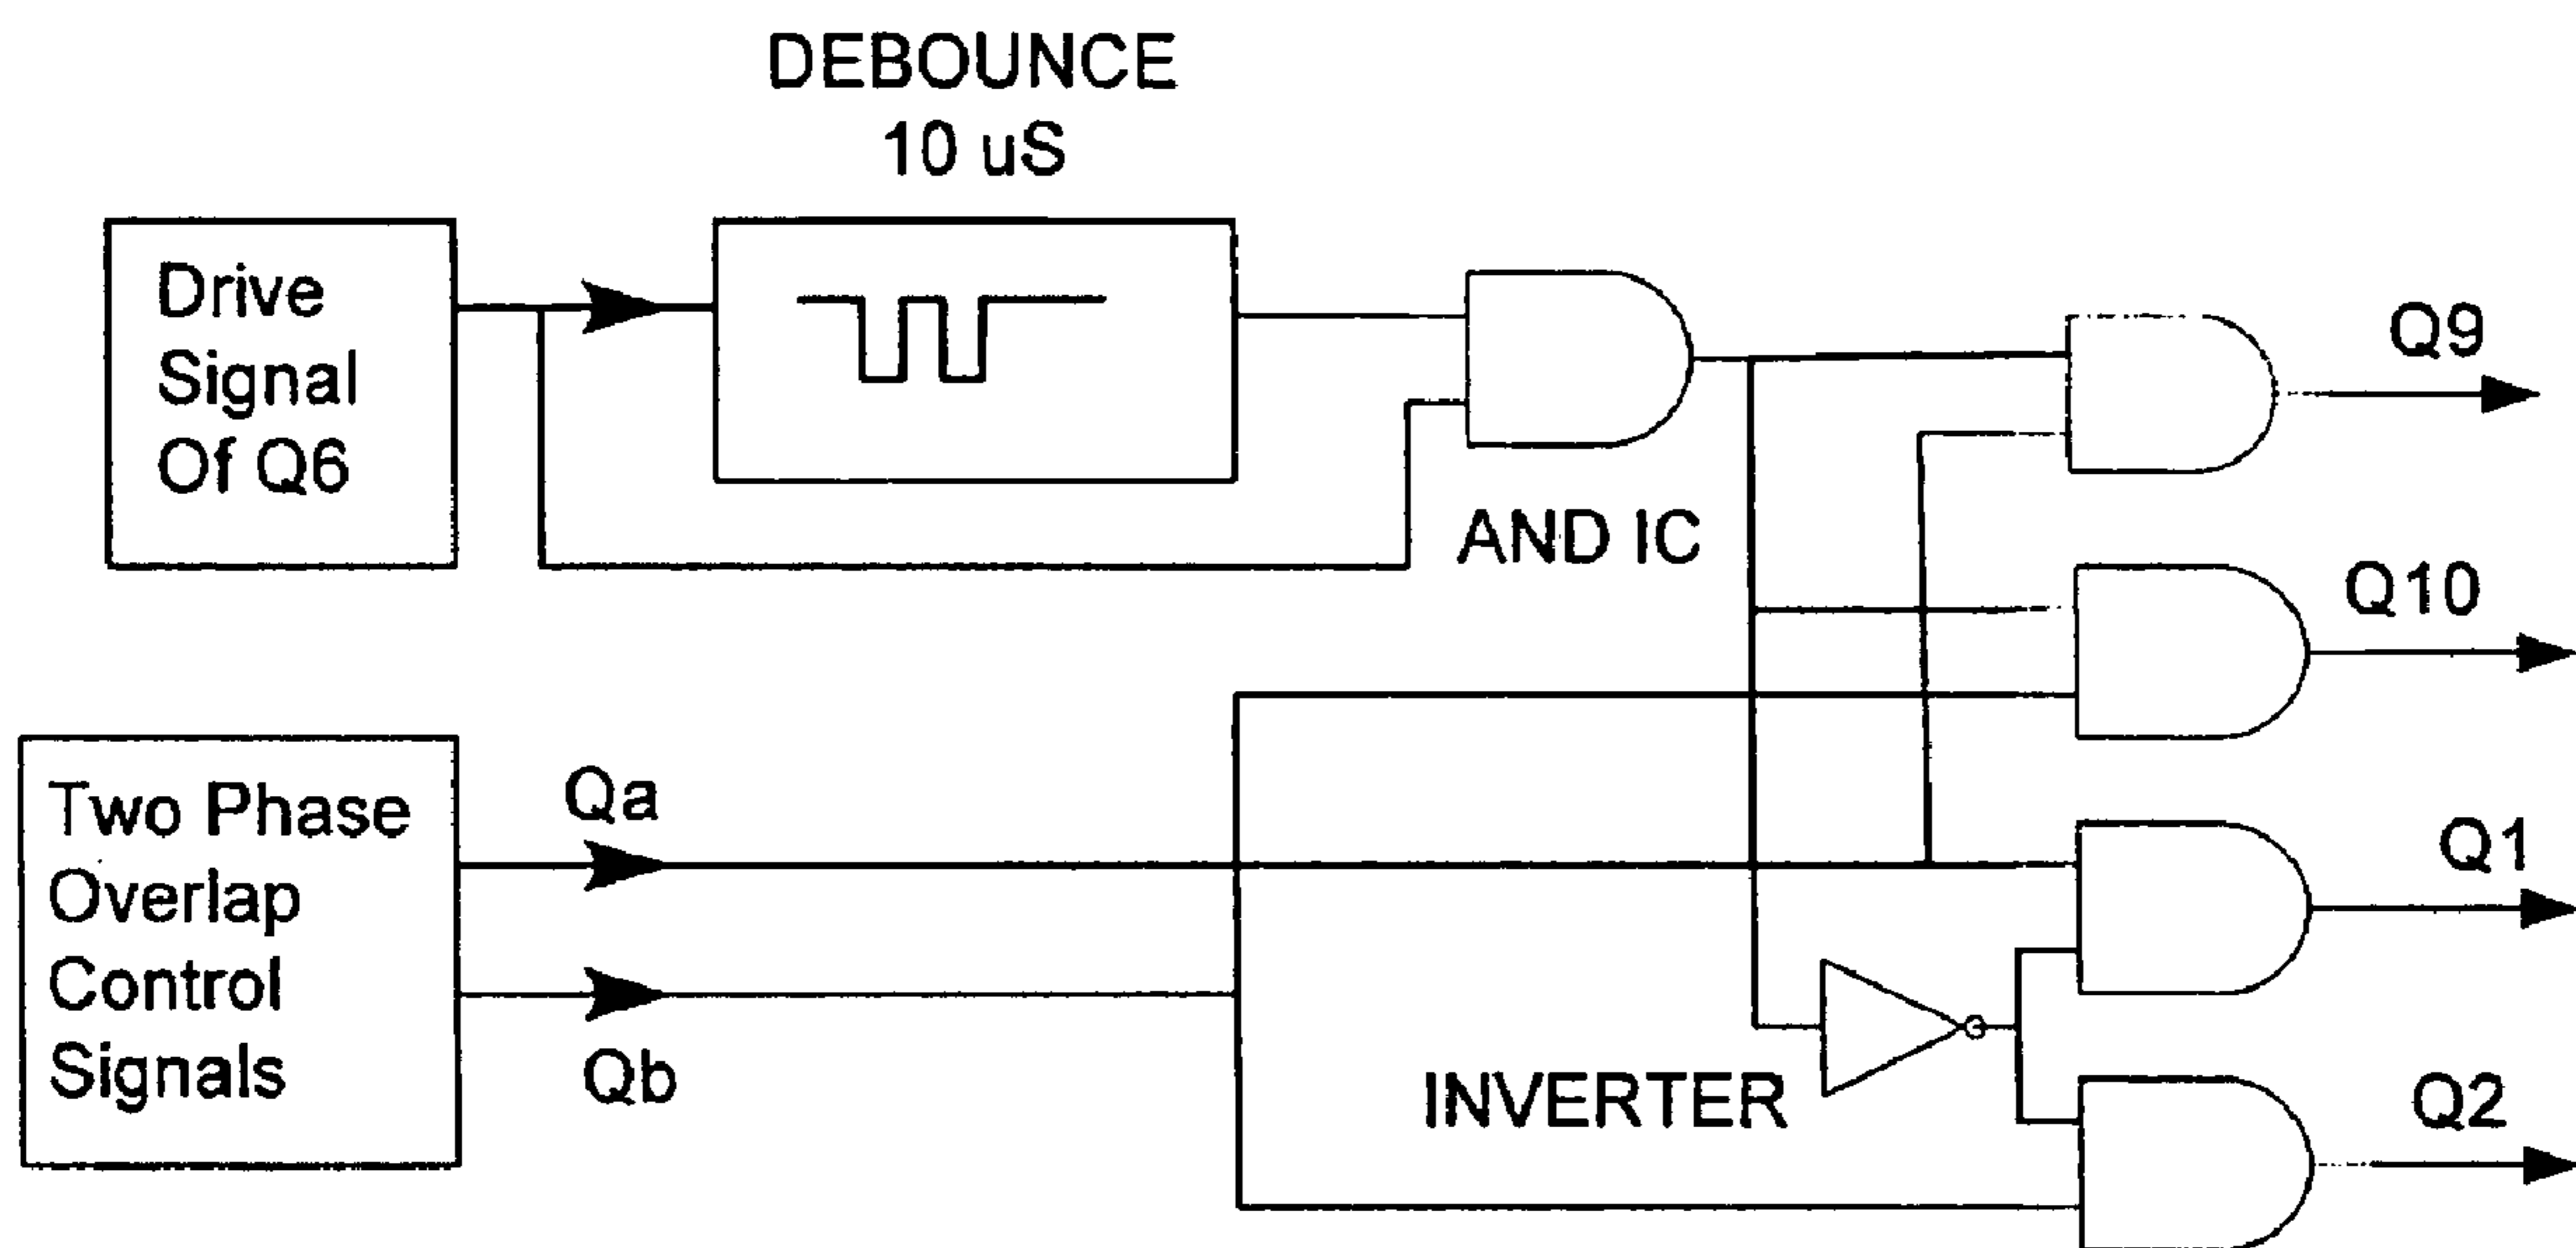 DEBOUNCE
10 uS
Drive
Signal
Of Q6
AND IC
Q9
Q10
Two Phase
Overlap
Control
Signals
Qa
Qb
INVERTER
Q1
Q2